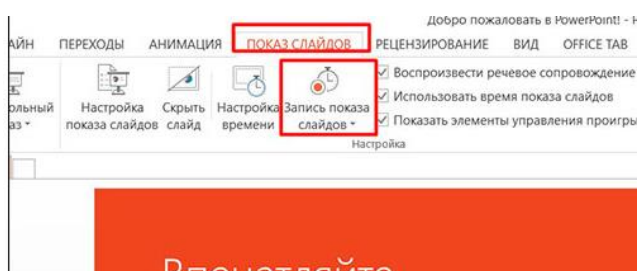 Добро пожаловать в PowerPoint! - P
АЙН ПЕРЕХОДЫ АНИМАЦИЯ ПОКАЗ СЛАЙДОВ РЕЦЕНЗИРОВАНИЕ ВИД OFFICE TAB
ольный аз
Настройка показа слайдов
Скрыть слайд
Настройка времени
Запись показа слайдов
Воспроизвести речевое сопровождение
Использовать время показа слайдов
Показать элементы управления проигры
Настройка
Впечатляйте